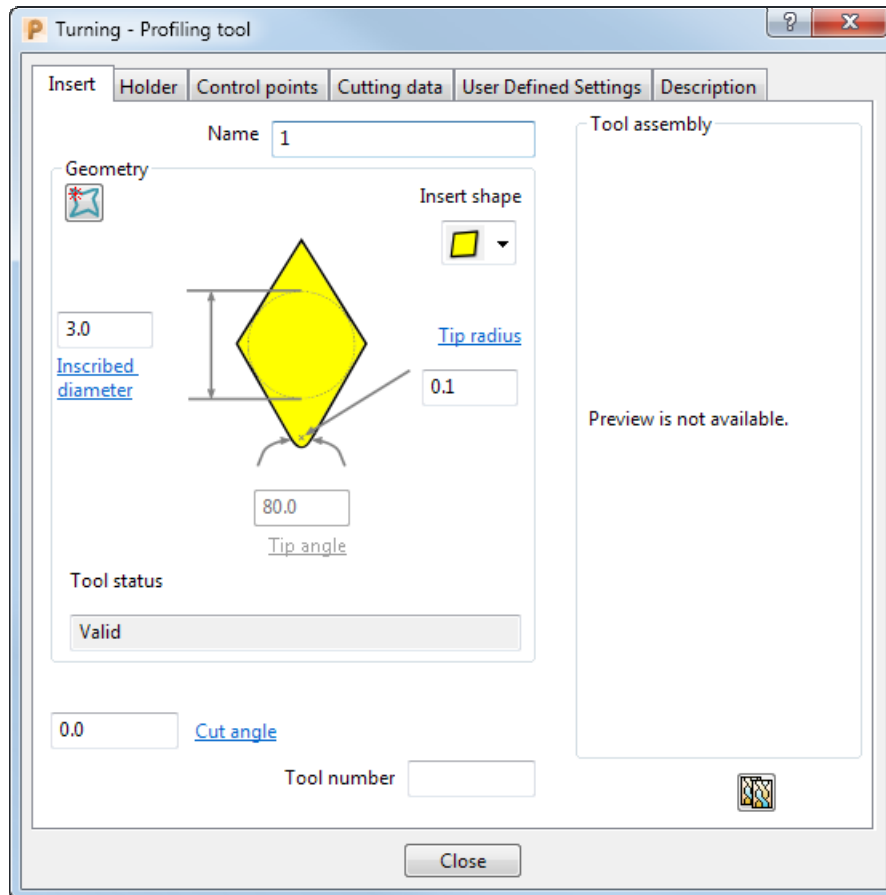 Turning - Profiling tool
Insert Holder Control points Cutting data User Defined Settings Description
Name 1
Tool assembly
Geometry
Insert shape
3.0
Inscribed
diameter
Tip radius
0.1
Preview is not available.
80.0
Tip angle
Tool status
Valid
0.0 Cut angle
Tool number
Close